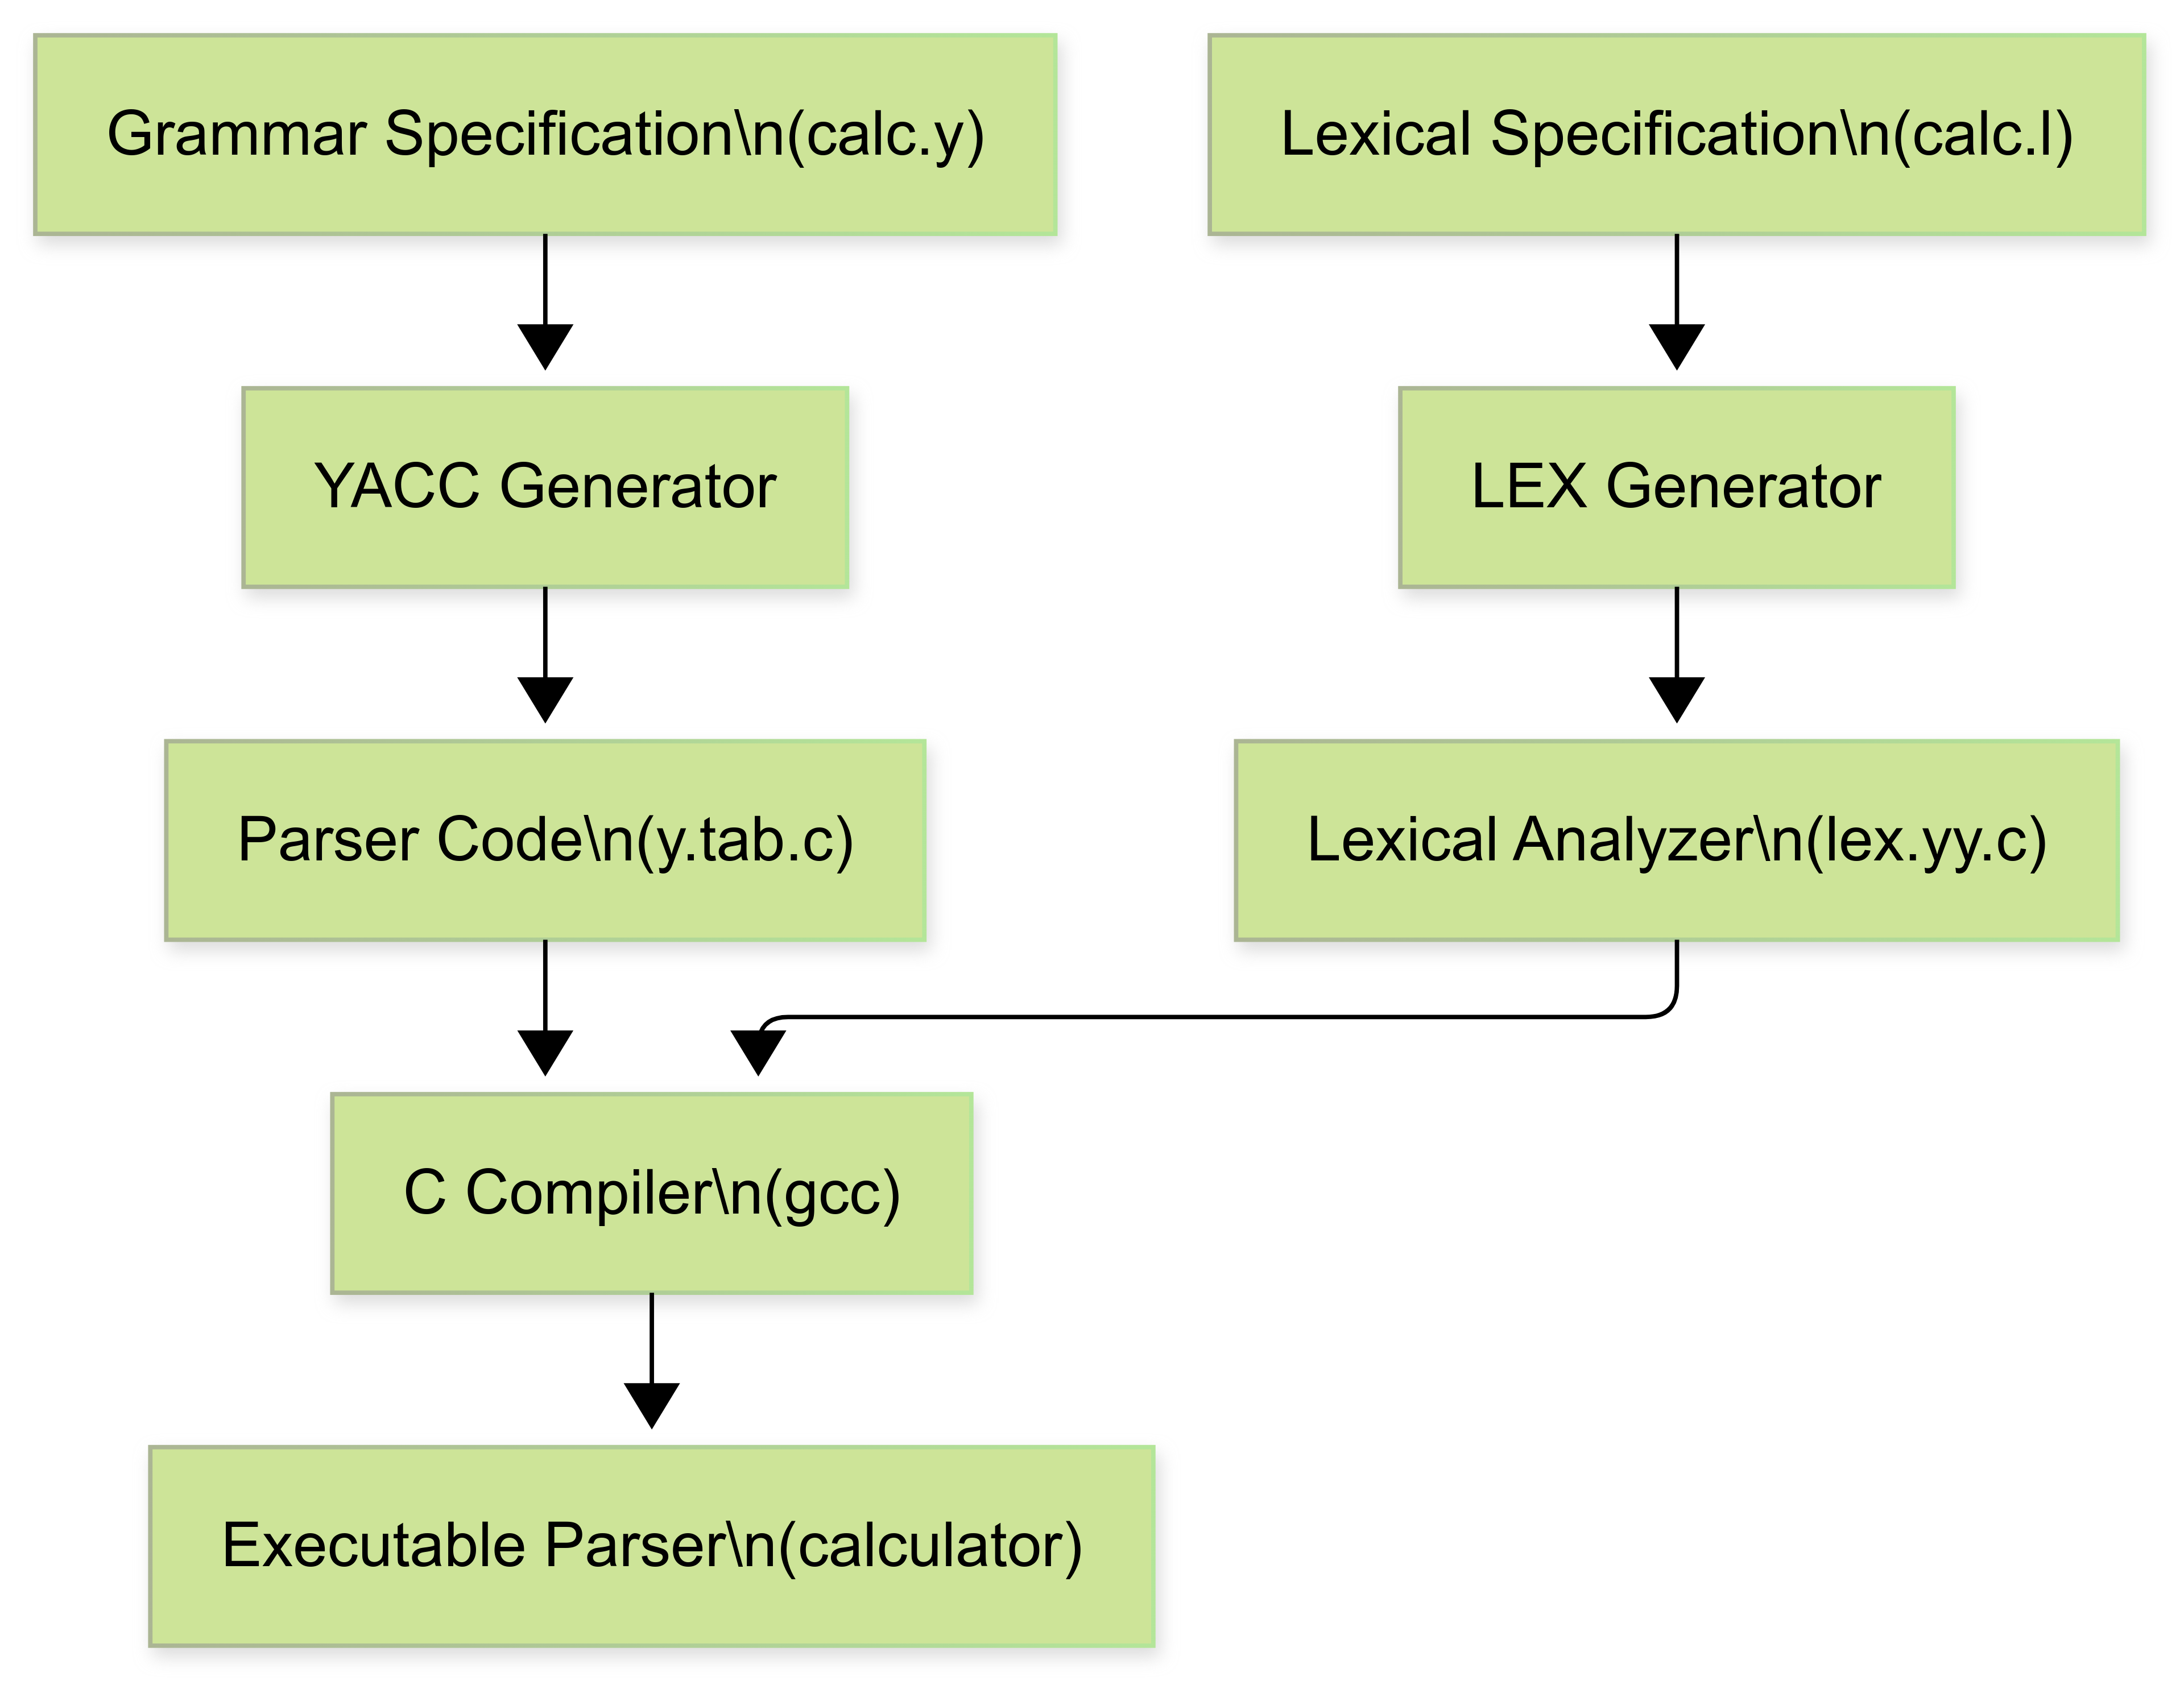 Grammar Specification\n(calc.y)
Lexical Specification\n(calc.l)
YACC Generator
LEX Generator
Parser Code\n(y.tab.c)
Lexical Analyzer\n(lex.yy.c)
C Compiler\n(gcc)
Executable Parser\n(calculator)